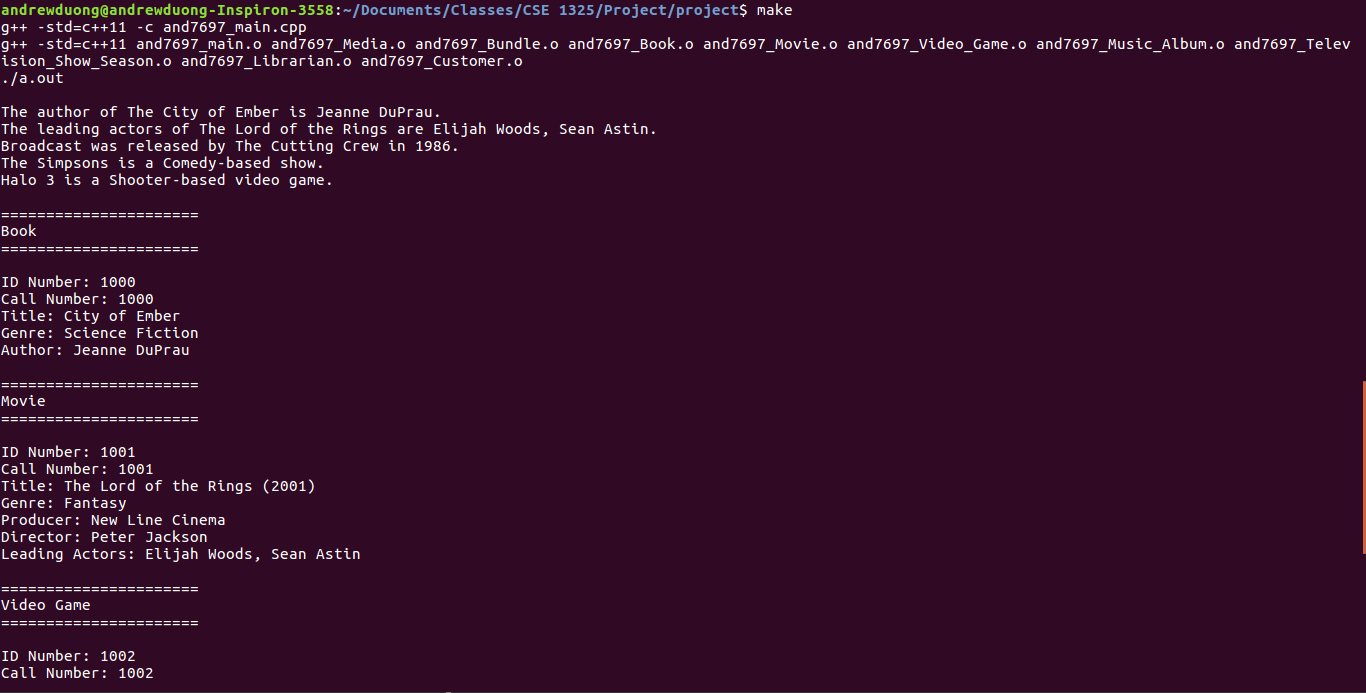 andrewduong@andrewduong-Inspiron-3558:~/Documents/Classes/CSE 1325/Project/project$ make
g++ -std=c++11 -c and7697_main.cpp
g++ -std=c++11 and7697_main.o and7697_Media.o and7697_Bundle.o and7697_Book.o and7697_Movie.o and7697_Video_Game.o and7697_Music_Album.o and7697_Telev
ision_Show_Season.o and7697_Librarian.o and7697_Customer.o
./a.out
The author of The City of Ember is Jeanne DuPrau.
The leading actors of The Lord of the Rings are Elijah Woods, Sean Astin.
Broadcast was released by The Cutting Crew in 1986.
The Simpsons is a Comedy-based show.
Halo 3 is a Shooter-based video game.
======================
Book
======================
ID Number: 1000
Call Number: 1000
Title: City of Ember
Genre: Science Fiction
Author: Jeanne DuPrau
======================
Movie
======================
ID Number: 1001
Call Number: 1001
Title: The Lord of the Rings (2001)
Genre: Fantasy
Producer: New Line Cinema
Director: Peter Jackson
Leading Actors: Elijah Woods, Sean Astin
======================
Video Game
======================
ID Number: 1002
Call Number: 1002